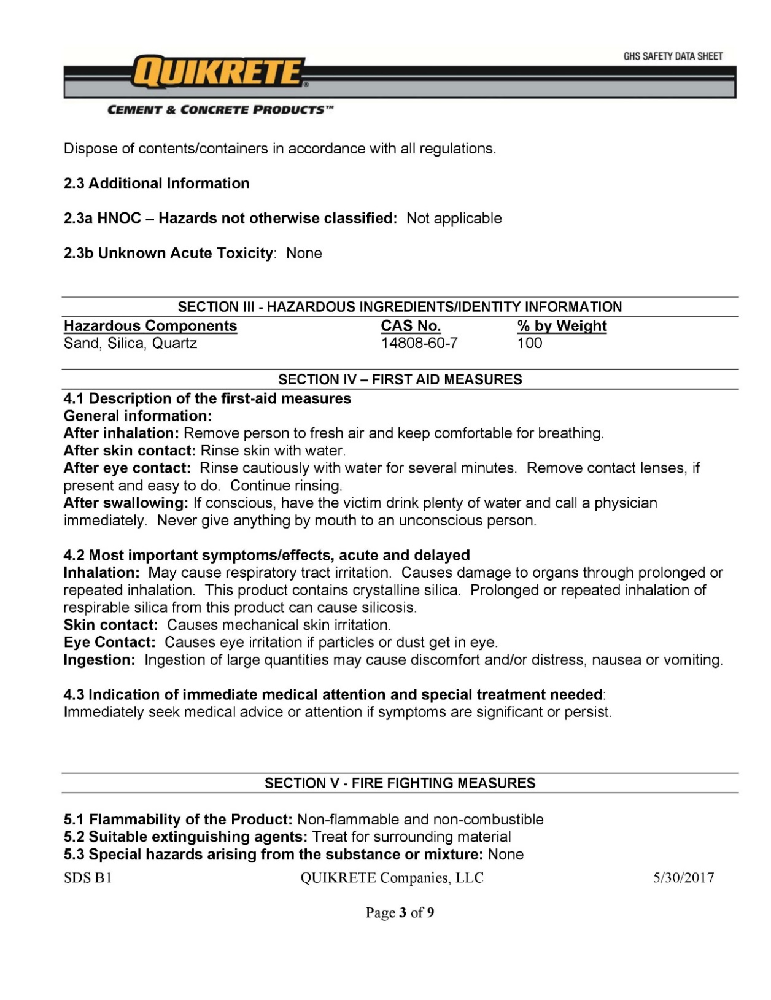 GHS SAFETY DATA SHEET
QUIKRETE®
CEMENT & CONCRETE PRODUCTS™
Dispose of contents/containers in accordance with all regulations.
2.3 Additional Information
2.3a HNOC – Hazards not otherwise classified: Not applicable
2.3b Unknown Acute Toxicity: None
SECTION III - HAZARDOUS INGREDIENTS/IDENTITY INFORMATION
Hazardous Components CAS No. % by Weight
Sand, Silica, Quartz 14808-60-7 100
SECTION IV – FIRST AID MEASURES
4.1 Description of the first-aid measures
General information:
After inhalation: Remove person to fresh air and keep comfortable for breathing.
After skin contact: Rinse skin with water.
After eye contact: Rinse cautiously with water for several minutes. Remove contact lenses, if
present and easy to do. Continue rinsing.
After swallowing: If conscious, have the victim drink plenty of water and call a physician
immediately. Never give anything by mouth to an unconscious person.
4.2 Most important symptoms/effects, acute and delayed
Inhalation: May cause respiratory tract irritation. Causes damage to organs through prolonged or
repeated inhalation. This product contains crystalline silica. Prolonged or repeated inhalation of
respirable silica from this product can cause silicosis.
Skin contact: Causes mechanical skin irritation.
Eye Contact: Causes eye irritation if particles or dust get in eye.
Ingestion: Ingestion of large quantities may cause discomfort and/or distress, nausea or vomiting.
4.3 Indication of immediate medical attention and special treatment needed:
Immediately seek medical advice or attention if symptoms are significant or persist.
SECTION V - FIRE FIGHTING MEASURES
5.1 Flammability of the Product: Non-flammable and non-combustible
5.2 Suitable extinguishing agents: Treat for surrounding material
5.3 Special hazards arising from the substance or mixture: None
SDS B1 QUIKRETE Companies, LLC 5/30/2017
Page 3 of 9